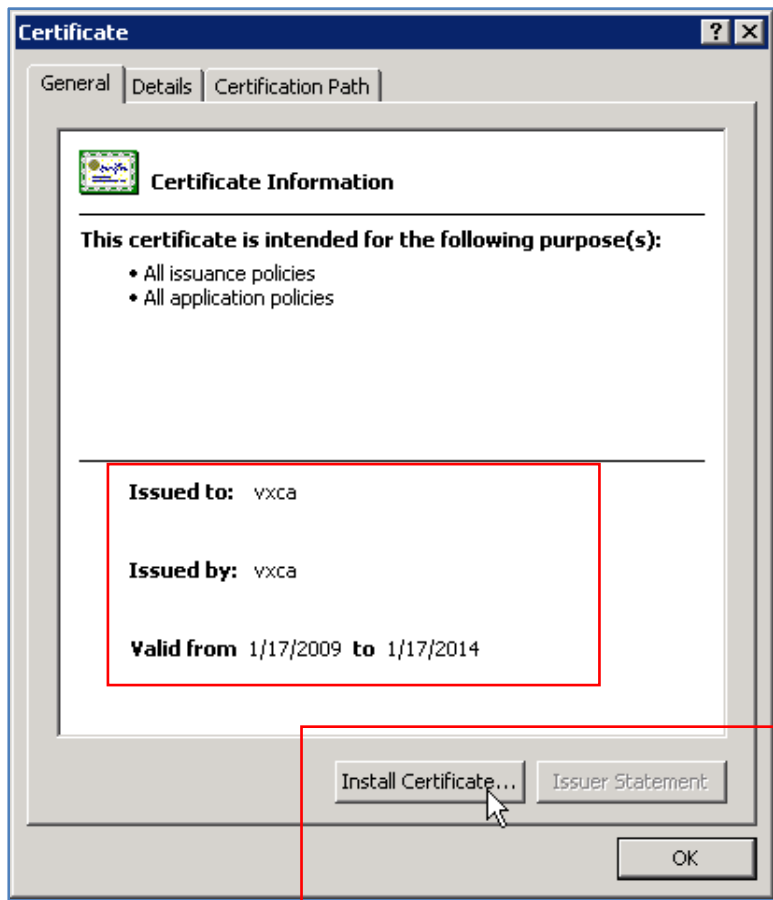 Certificate
General Details Certification Path
Certificate Information
This certificate is intended for the following purpose(s):
• All issuance policies
• All application policies
Issued to: vxca
Issued by: vxca
Valid from 1/17/2009 to 1/17/2014
Install Certificate... Issuer Statement
OK